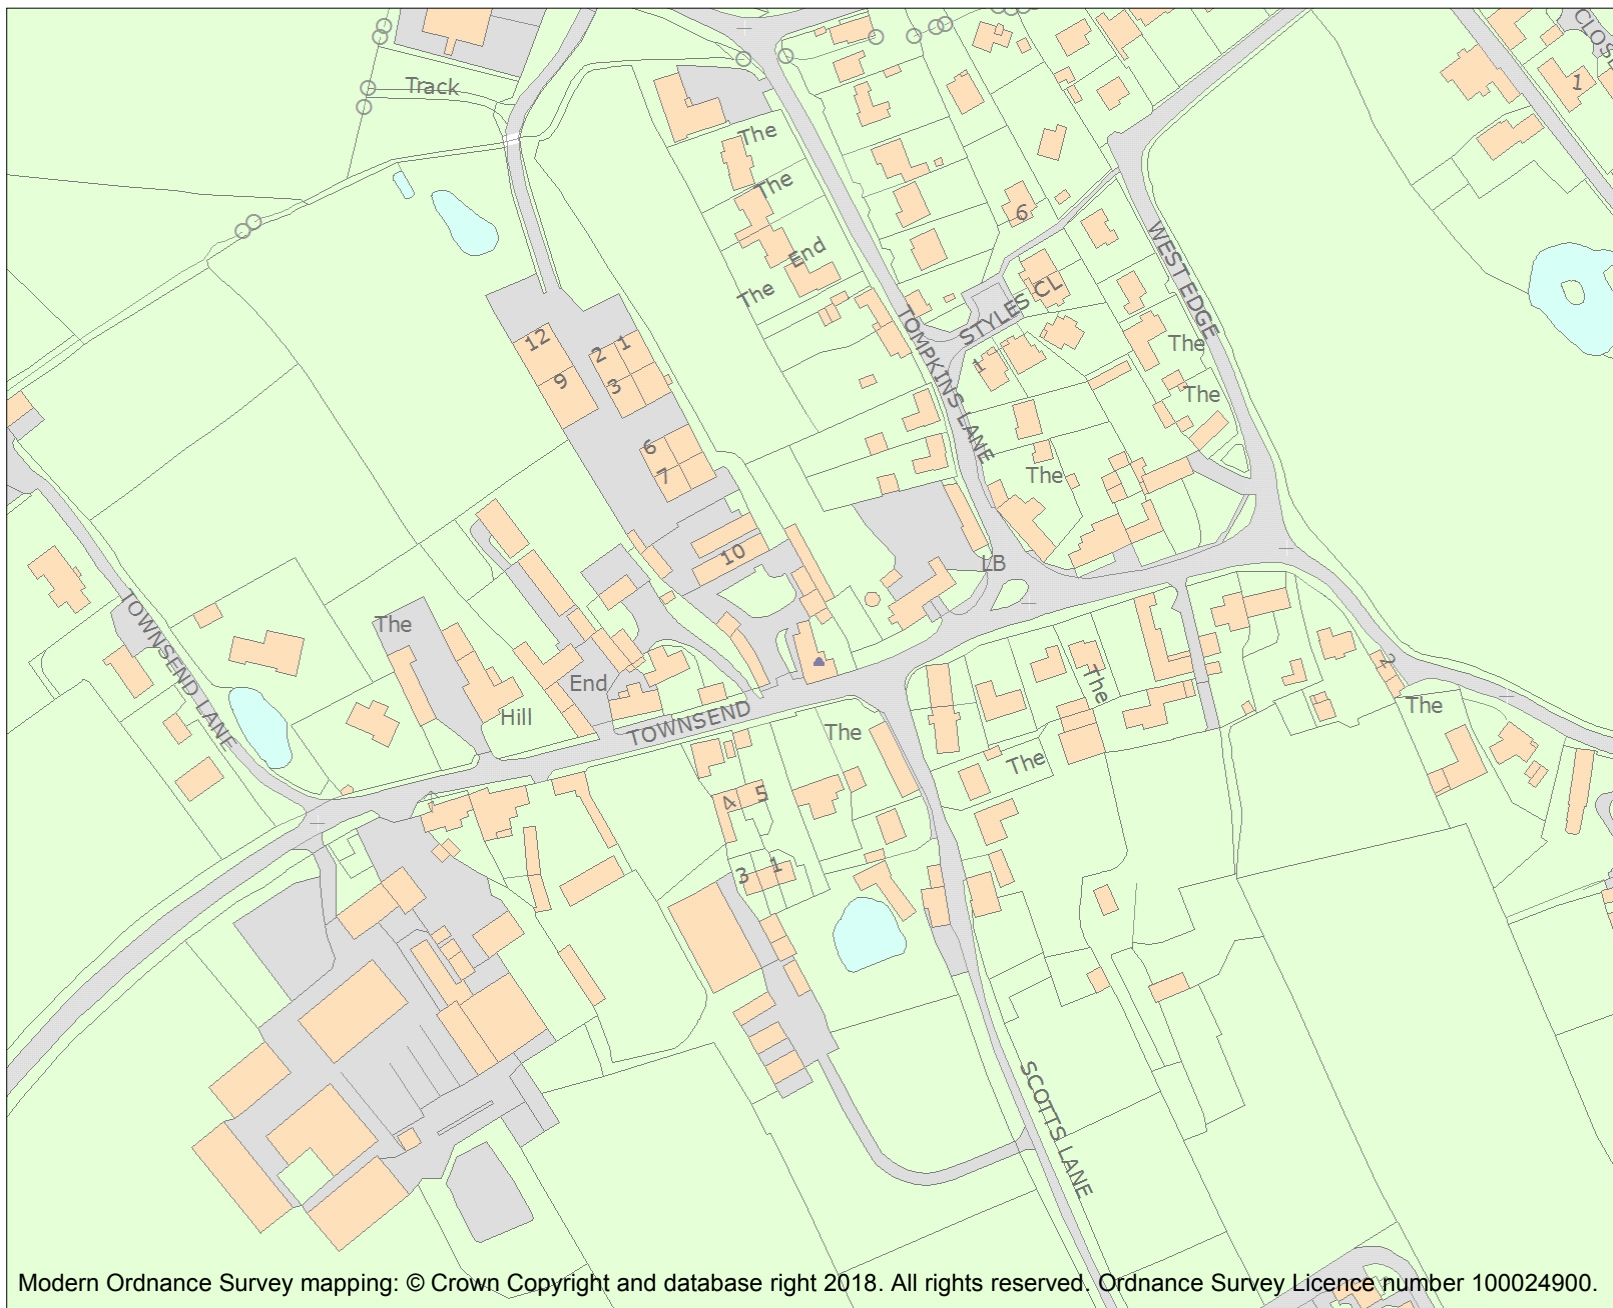 CLOSE
1
Track
The
The
End
The
6
WEST EDGE
STYLES CL
1
TOMPKINS LANE
The
The
12
9
2
1
3
6
7
10
The
LB
TOWNSEND LANE
The
End
Hill
TOWNSEND
The
The
The
2
The
4
5
3
1
SCOTTS LANE
Modern Ordnance Survey mapping: © Crown Copyright and database right 2018. All rights reserved. Ordnance Survey Licence number 100024900.